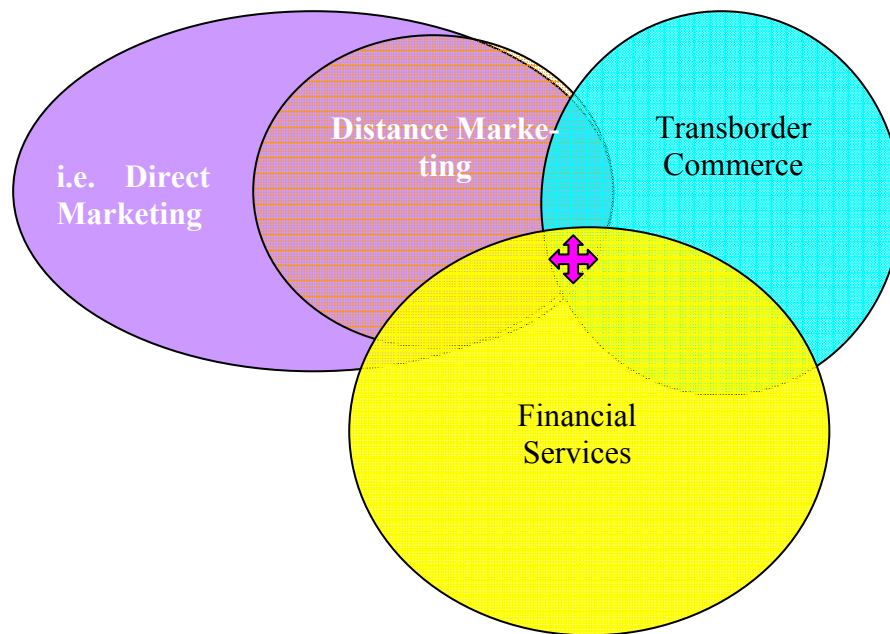 Distance Marke-
ting
i.e. Direct
Marketing
Transborder
Commerce
Financial
Services